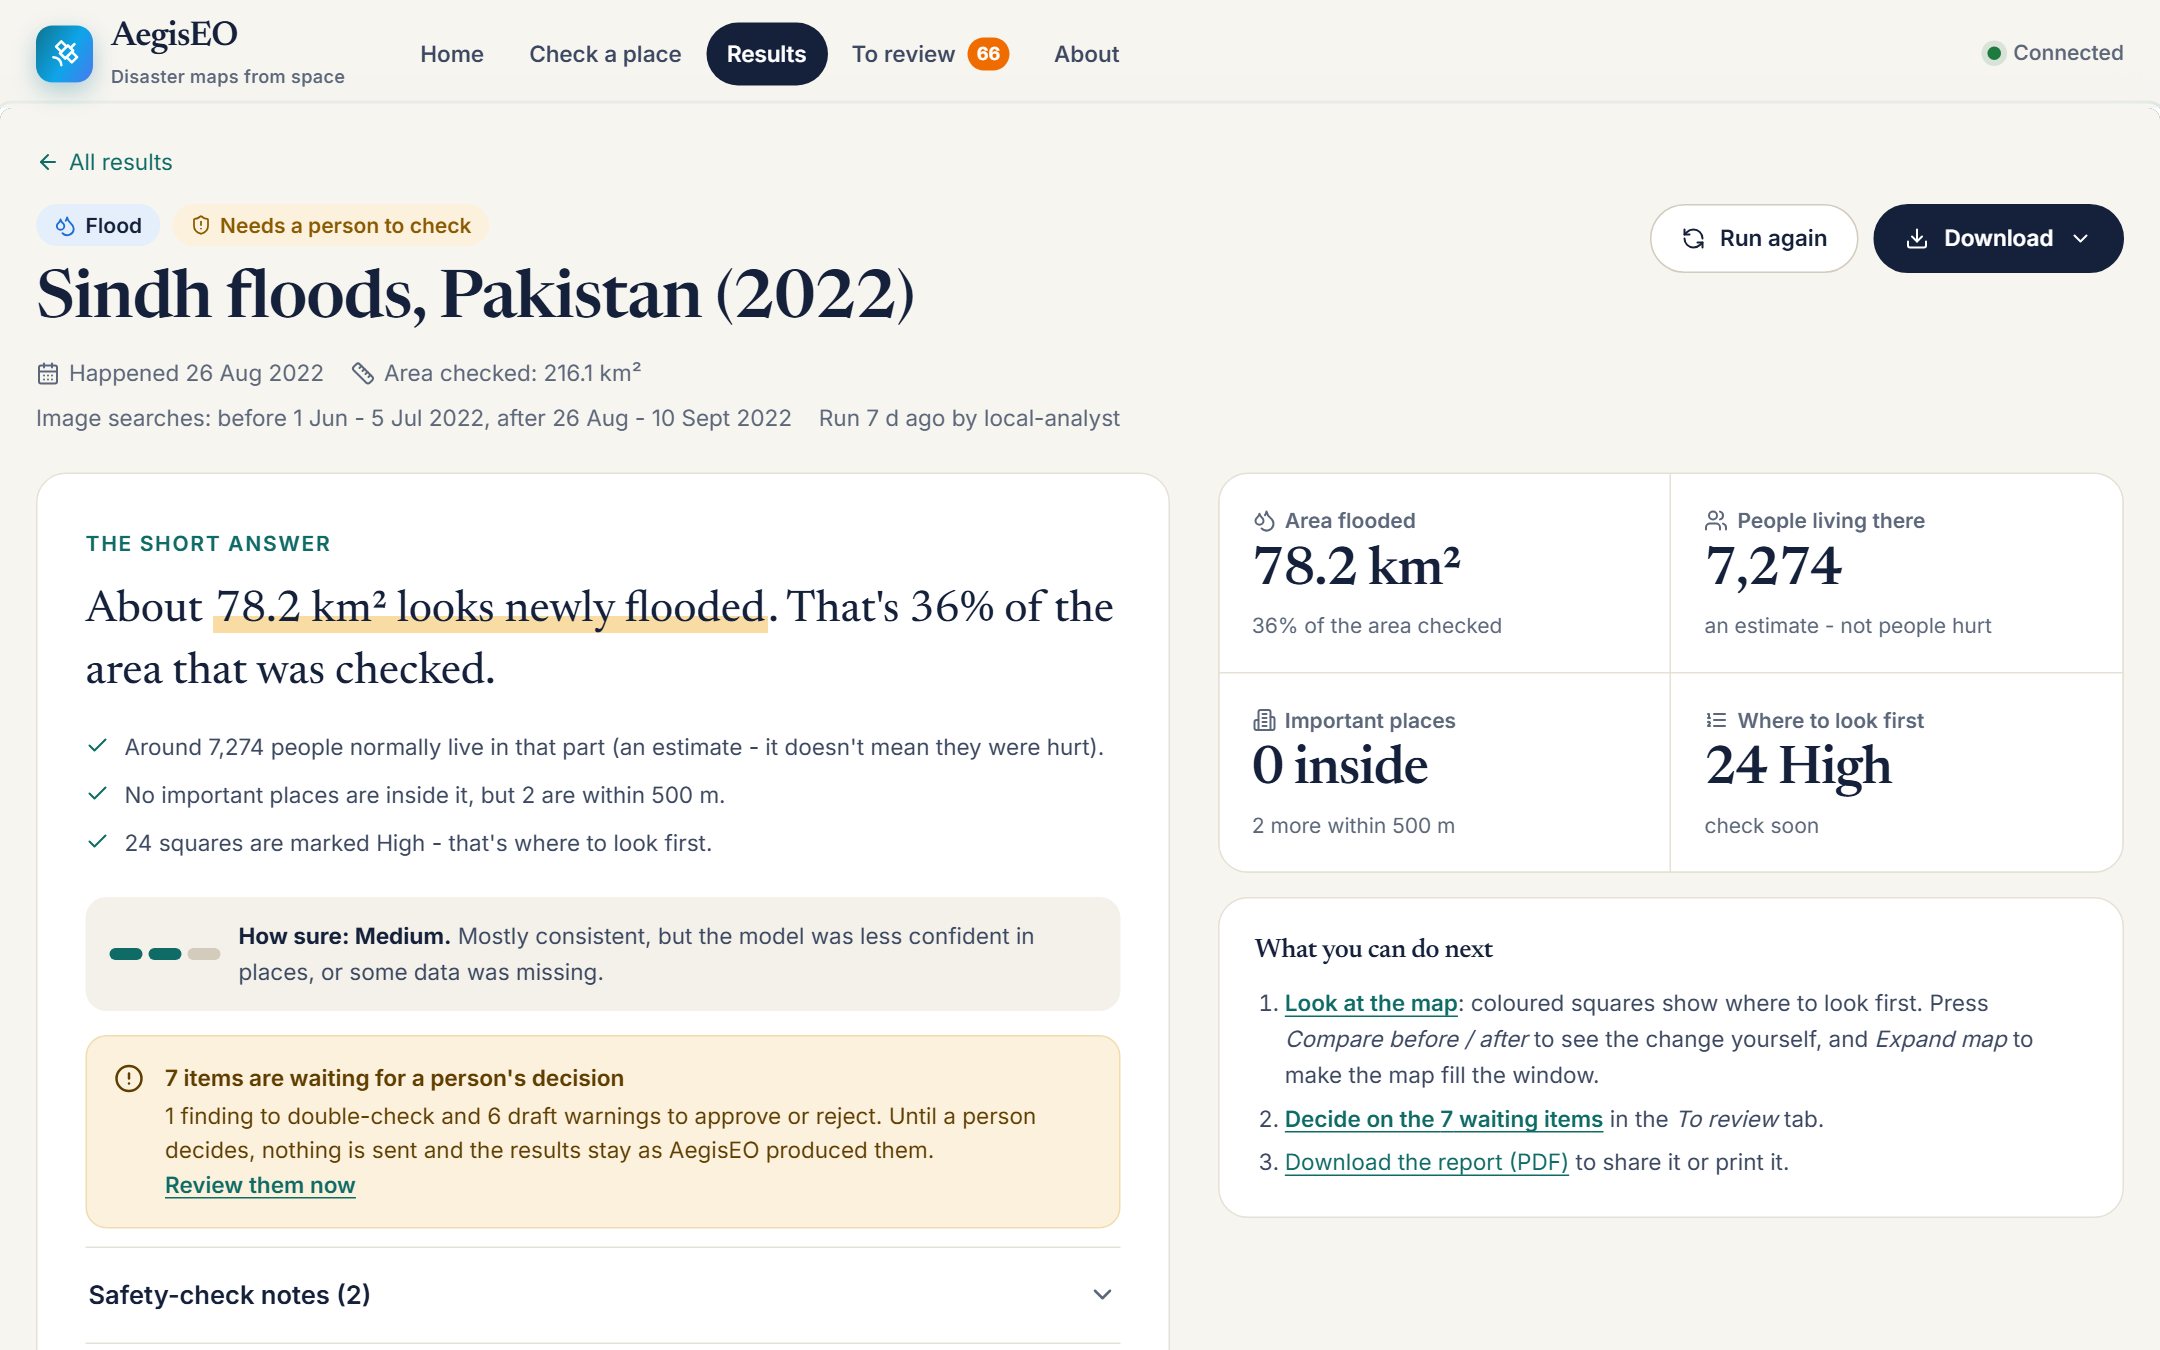 AegisEO
Disaster maps from space
Home
Check a place
Results
To review 66
About
Connected
All results
Flood
Needs a person to check
Run again
Download
Sindh floods, Pakistan (2022)
Happened 26 Aug 2022
Area checked: 216.1 km²
Image searches: before 1 Jun - 5 Jul 2022, after 26 Aug - 10 Sept 2022
Run 7 d ago by local-analyst
THE SHORT ANSWER
About 78.2 km² looks newly flooded. That's 36% of the
area that was checked.
Around 7,274 people normally live in that part (an estimate - it doesn't mean they were hurt).
No important places are inside it, but 2 are within 500 m.
24 squares are marked High - that's where to look first.
How sure: Medium. Mostly consistent, but the model was less confident in
places, or some data was missing.
7 items are waiting for a person's decision
1 finding to double-check and 6 draft warnings to approve or reject. Until a person
decides, nothing is sent and the results stay as AegisEO produced them.
Review them now
Safety-check notes (2)
Area flooded
78.2 km²
36% of the area checked
People living there
7,274
an estimate - not people hurt
Important places
0 inside
2 more within 500 m
Where to look first
24 High
check soon
What you can do next
1. Look at the map: coloured squares show where to look first. Press
Compare before / after to see the change yourself, and Expand map to
make the map fill the window.
2. Decide on the 7 waiting items in the To review tab.
3. Download the report (PDF) to share it or print it.